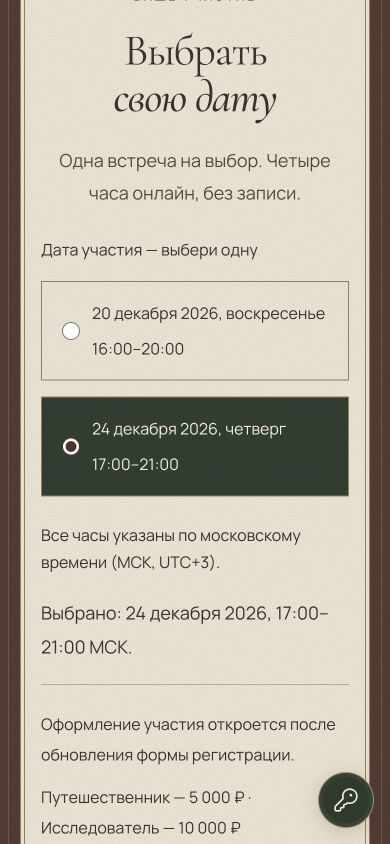 Выбрать
свою дату
Одна встреча на выбор. Четыре
часа онлайн, без записи.
Дата участия — выбери одну
20 декабря 2026, воскресенье
16:00–20:00
24 декабря 2026, четверг
17:00–21:00
Все часы указаны по московскому
времени (МСК, UTC+3).
Выбрано: 24 декабря 2026, 17:00–
21:00 МСК.
Оформление участия откроется после
обновления формы регистрации.
Путешественник — 5 000 ₽ ·
Исследователь — 10 000 ₽